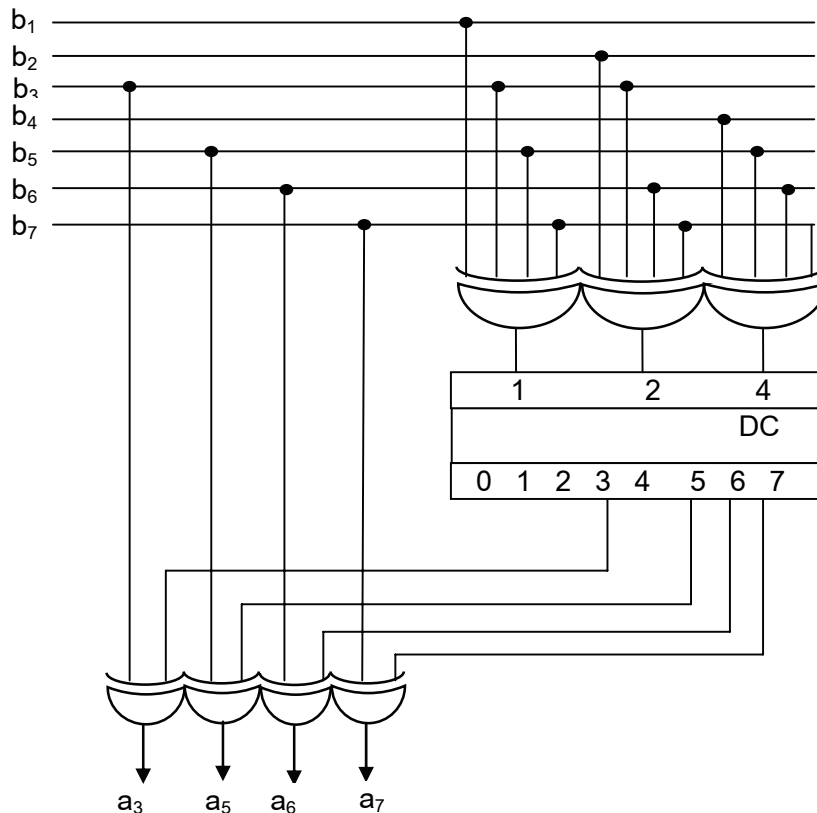 b₁
b₂
b₃
b₄
b₅
b₆
b₇
1 2 4
DC
0 1 2 3 4 5 6 7
a₃ a₅ a₆ a₇